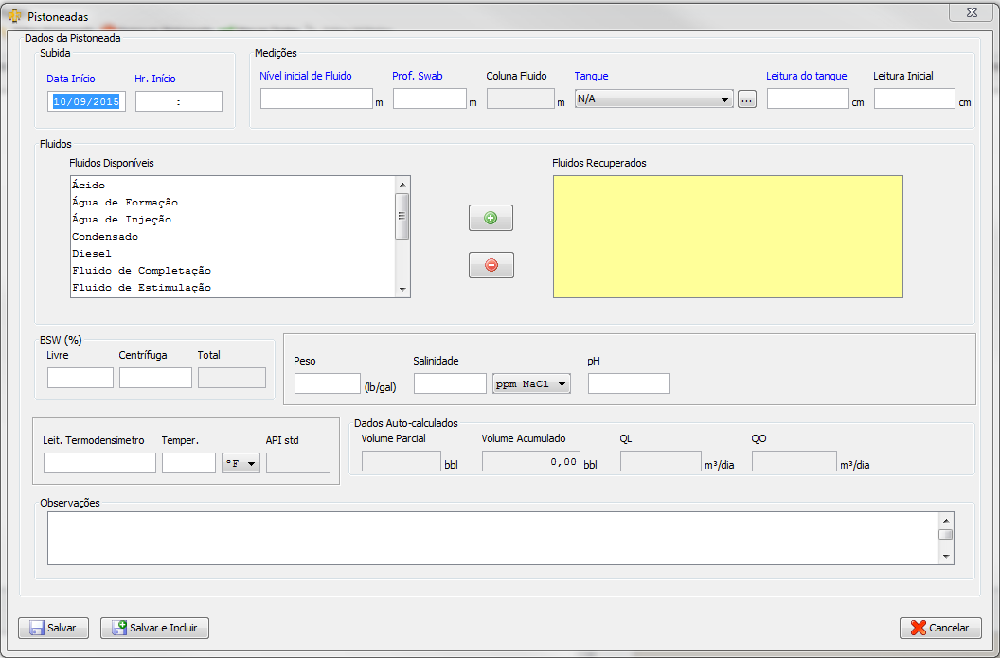 Pistoneadas
Dados da Pistoneada
Subida
Medições
Data Início
Hr. Início
Nível inicial de Fluido
Prof. Swab
Coluna Fluido
Tanque
Leitura do tanque
Leitura Inicial
10/09/2015
:
m
m
m
N/A
...
cm
cm
Fluidos
Fluidos Disponíveis
Fluidos Recuperados
Ácido
Água de Formação
Água de Injeção
Condensado
Diesel
Fluido de Completação
Fluido de Estimulação
BSW (%)
Livre
Centrífuga
Total
Peso
Salinidade
pH
(lb/gal)
ppm NaCl
Leit. Termodensímetro
Temper.
API std
°F
Dados Auto-calculados
Volume Parcial
Volume Acumulado
QL
QO
bbl
0,00 bbl
m³/dia
m³/dia
Observações
Salvar
Salvar e Incluir
Cancelar